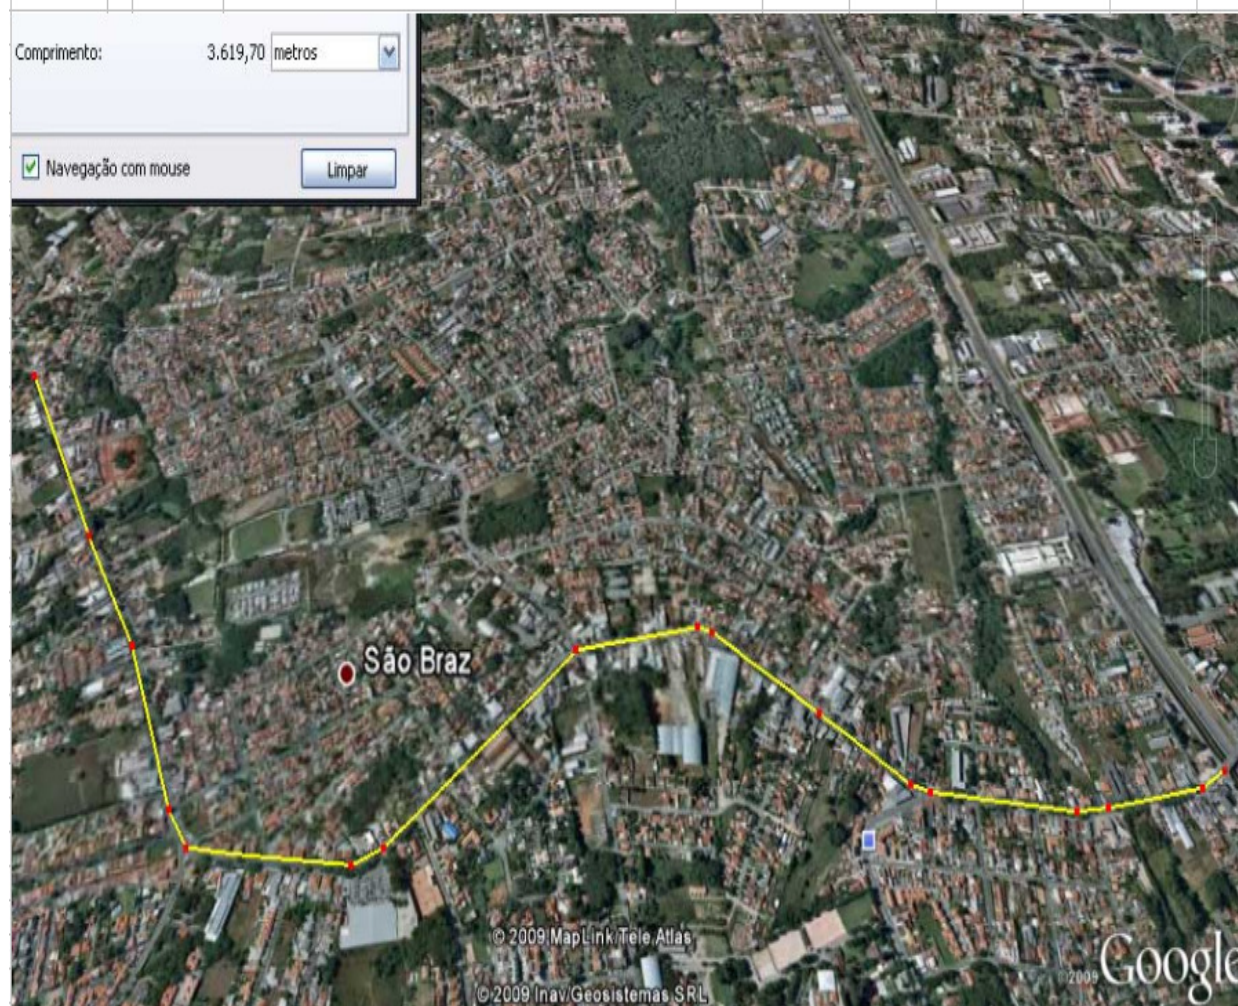 Comprimento: 3.619,70 metros
Navegação com mouse Limpar
São Braz
© 2009 MapLink/Tele Atlas
© 2009 Inav/Geosistemas SRL
©2009 Google